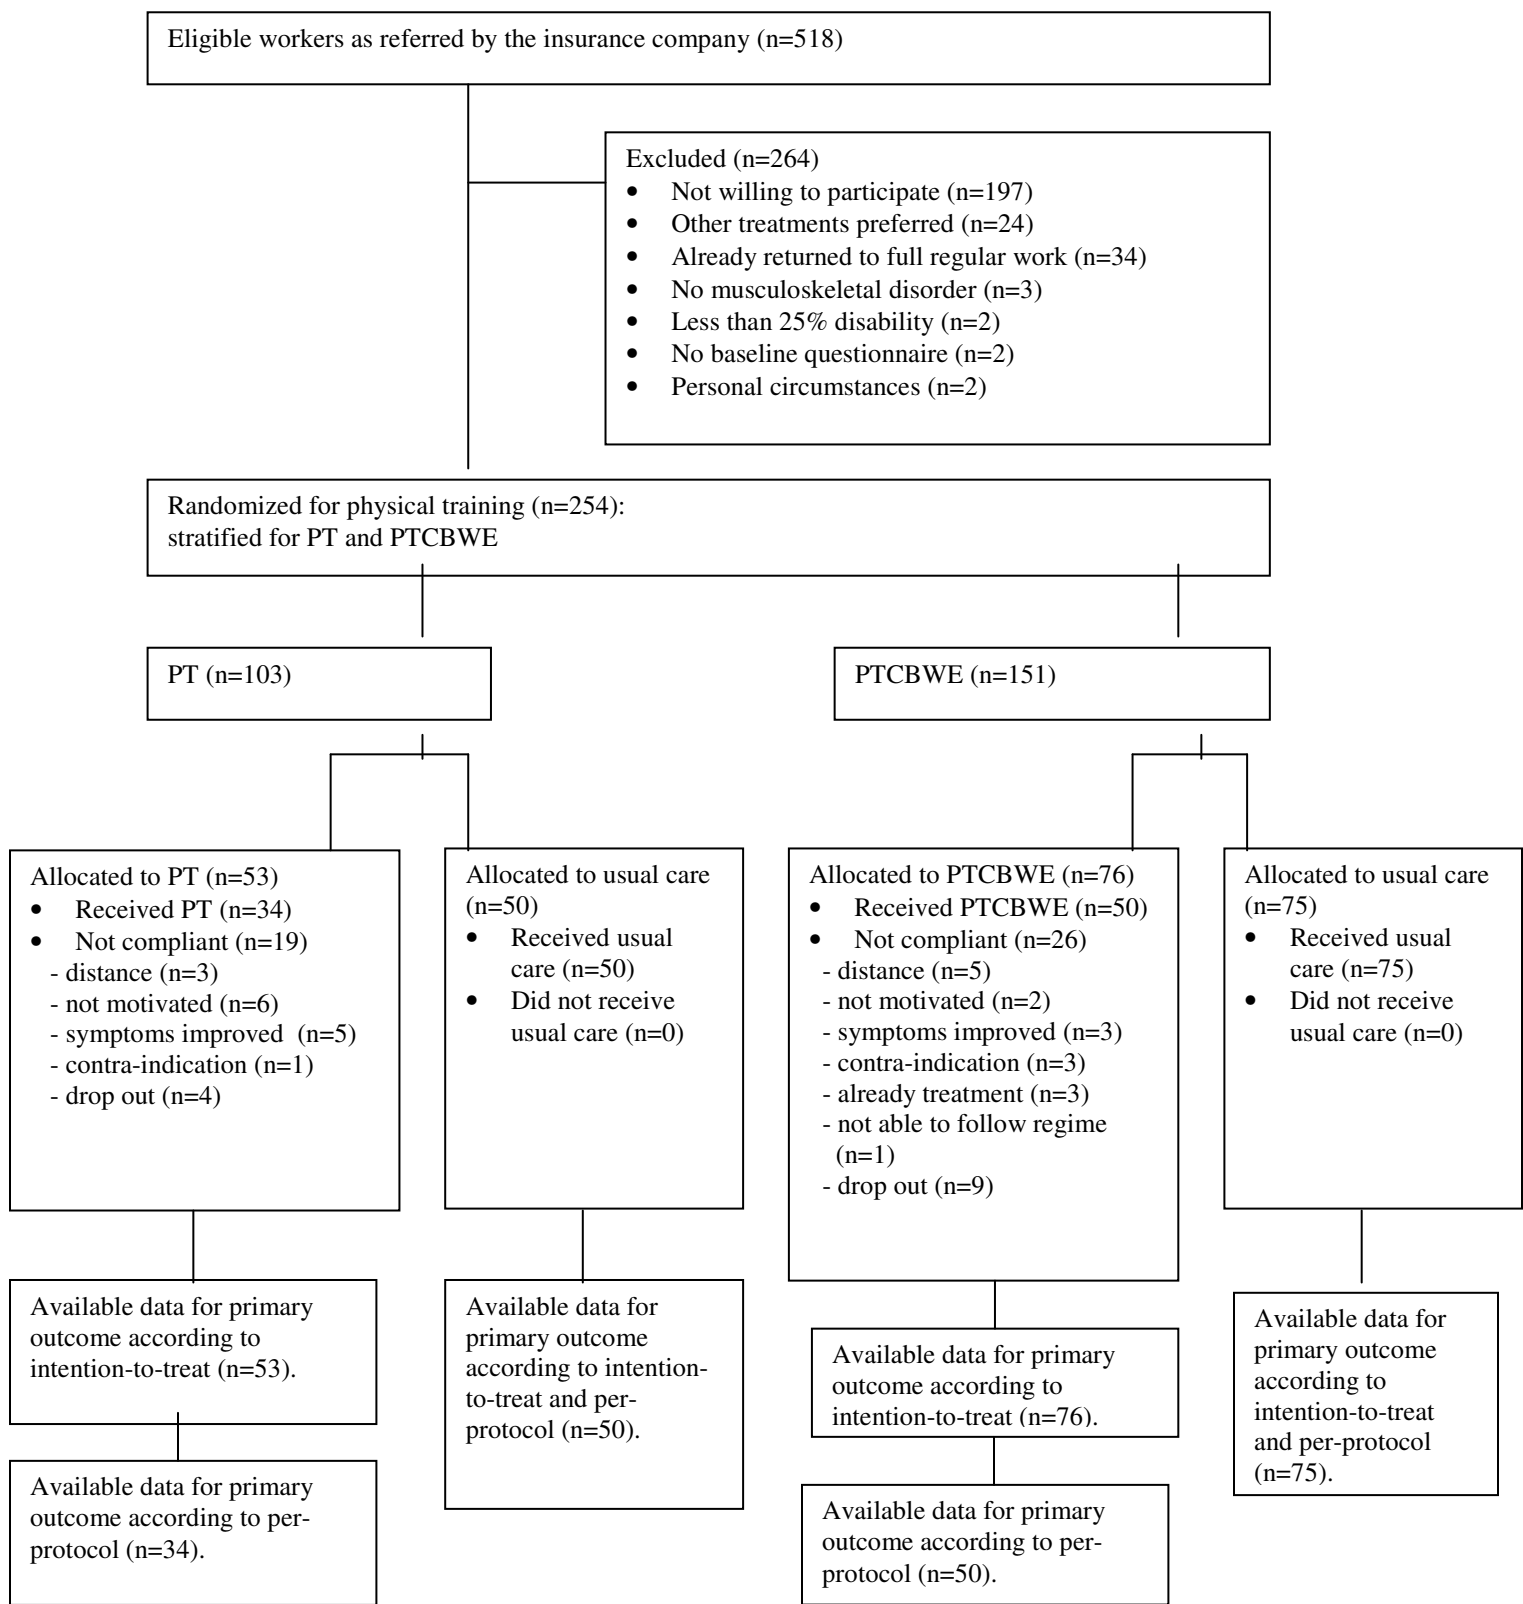 Eligible workers as referred by the insurance company (n=518)
Excluded (n=264)
• Not willing to participate (n=197)
• Other treatments preferred (n=24)
• Already returned to full regular work (n=34)
• No musculoskeletal disorder (n=3)
• Less than 25% disability (n=2)
• No baseline questionnaire (n=2)
• Personal circumstances (n=2)
Randomized for physical training (n=254):
stratified for PT and PTCBWE
PT (n=103)
PTCBWE (n=151)
Allocated to PT (n=53)
• Received PT (n=34)
• Not compliant (n=19)
- distance (n=3)
- not motivated (n=6)
- symptoms improved (n=5)
- contra-indication (n=1)
- drop out (n=4)
Allocated to usual care
(n=50)
• Received usual
care (n=50)
• Did not receive
usual care (n=0)
Allocated to PTCBWE (n=76)
• Received PTCBWE (n=50)
• Not compliant (n=26)
- distance (n=5)
- not motivated (n=2)
- symptoms improved (n=3)
- contra-indication (n=3)
- already treatment (n=3)
- not able to follow regime
(n=1)
- drop out (n=9)
Allocated to usual care
(n=75)
• Received usual
care (n=75)
• Did not receive
usual care (n=0)
Available data for primary
outcome according to
intention-to-treat (n=53).
Available data for
primary outcome
according to intention-
to-treat and per-
protocol (n=50).
Available data for primary
outcome according to
intention-to-treat (n=76).
Available data for
primary outcome
according to
intention-to-treat
and per-protocol
(n=75).
Available data for primary
outcome according to per-
protocol (n=34).
Available data for primary
outcome according to per-
protocol (n=50).